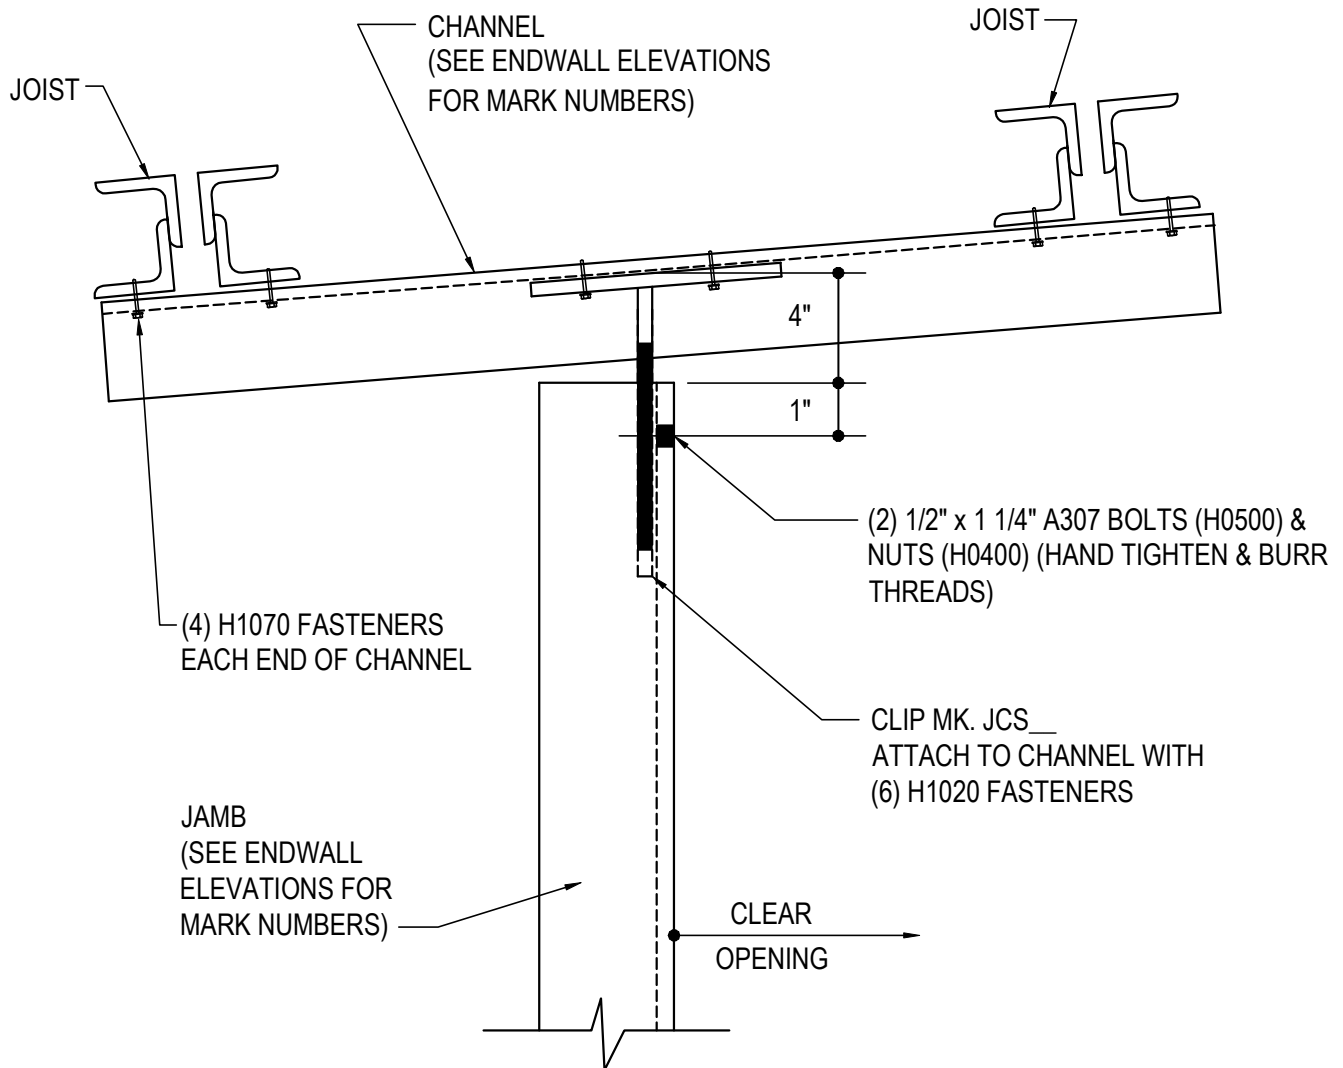 CHANNEL
(SEE ENDWALL ELEVATIONS
FOR MARK NUMBERS)
JOIST
JOIST
4"
1"
(2) 1/2" x 1 1/4" A307 BOLTS (H0500) &
NUTS (H0400) (HAND TIGHTEN & BURR
THREADS)
(4) H1070 FASTENERS
EACH END OF CHANNEL
CLIP MK. JCS__
ATTACH TO CHANNEL WITH
(6) H1020 FASTENERS
JAMB
(SEE ENDWALL
ELEVATIONS FOR
MARK NUMBERS)
CLEAR
OPENING